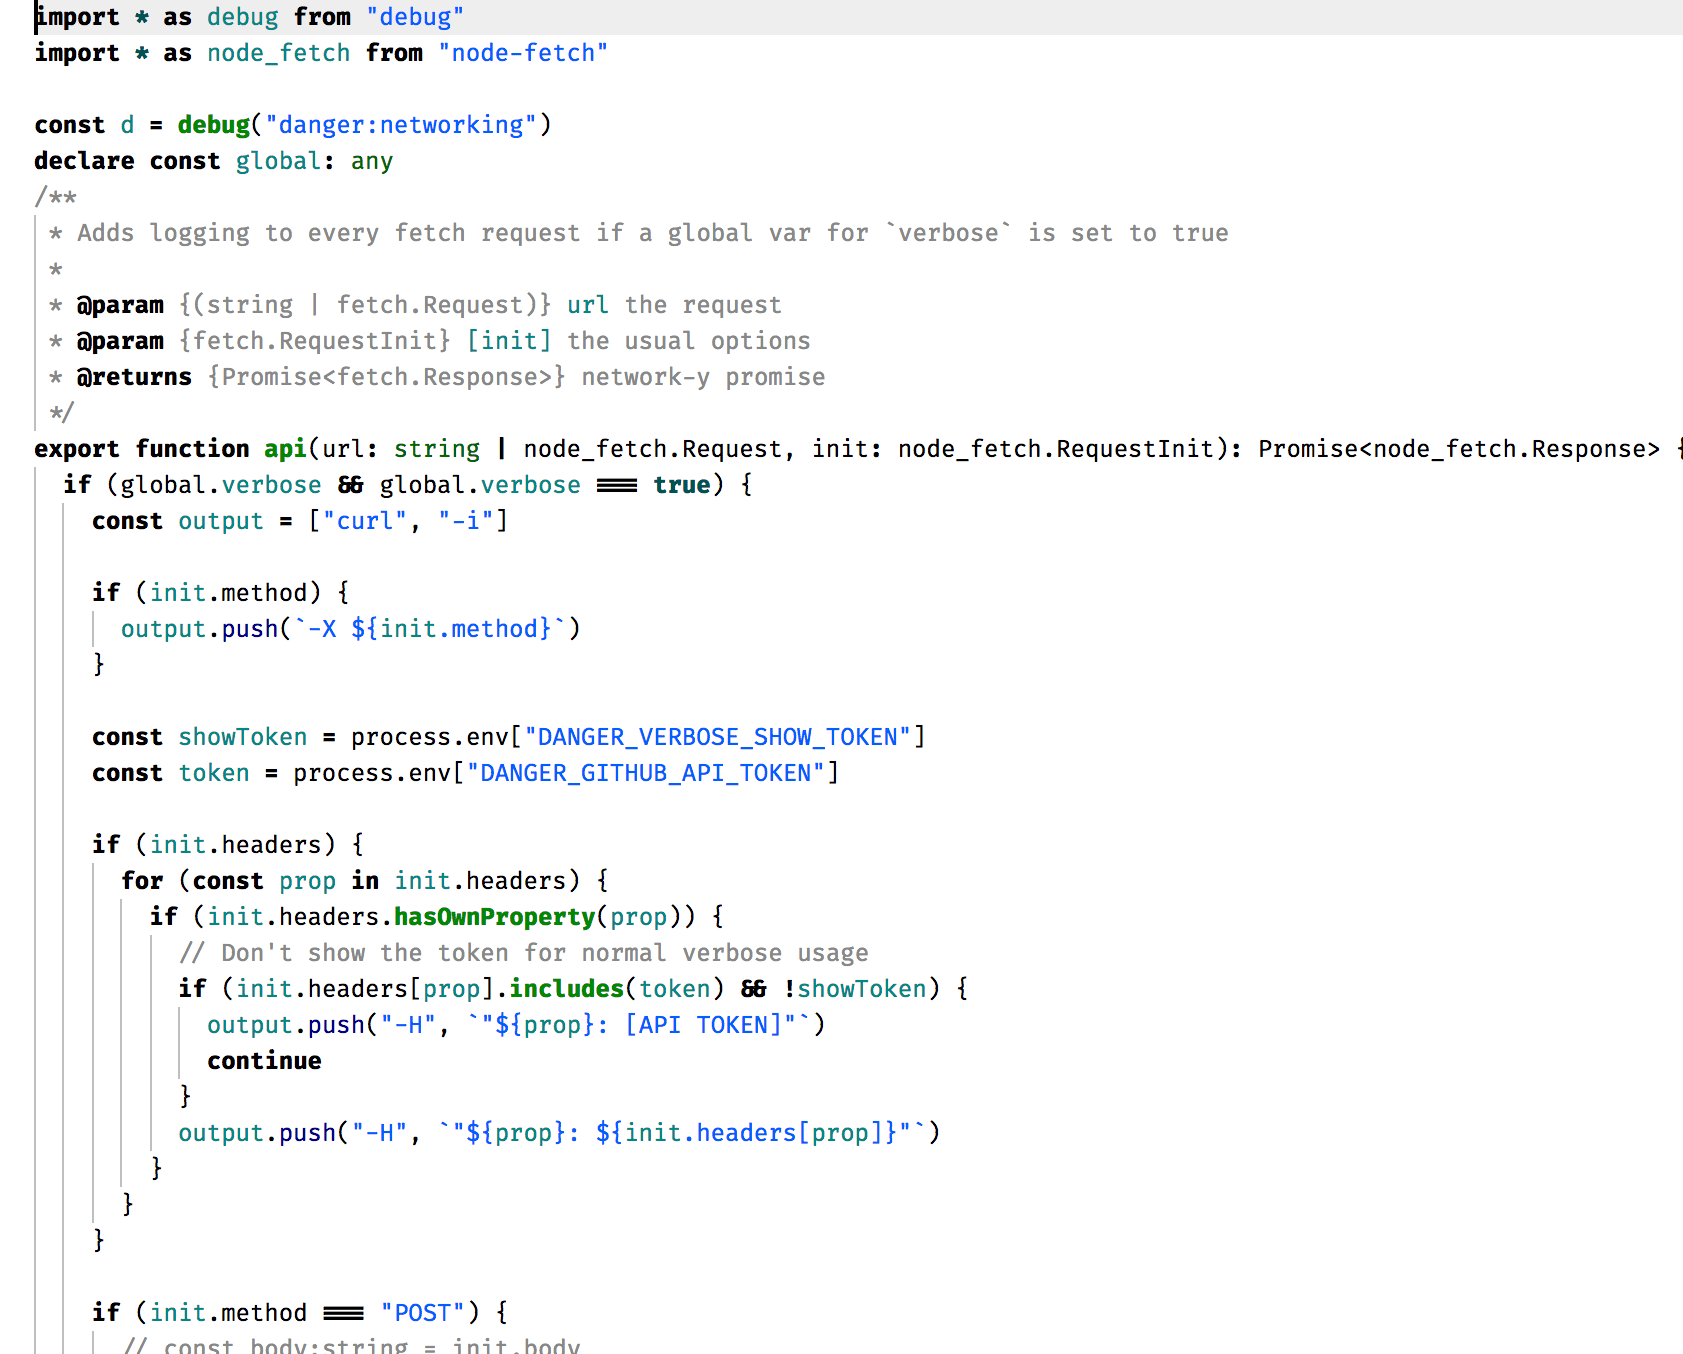 import * as debug from "debug"
import * as node_fetch from "node-fetch"
const d = debug("danger:networking")
declare const global: any
/**
* Adds logging to every fetch request if a global var for `verbose` is set to true
*
* @param {(string | fetch.Request)} url the request
* @param {fetch.RequestInit} [init] the usual options
* @returns {Promise<fetch.Response>} network-y promise
*/
export function api(url: string | node_fetch.Request, init: node_fetch.RequestInit): Promise<node_fetch.Response> {
if (global.verbose && global.verbose === true) {
const output = ["curl", "-i"]
if (init.method) {
output.push(`-X ${init.method}`)
}
const showToken = process.env["DANGER_VERBOSE_SHOW_TOKEN"]
const token = process.env["DANGER_GITHUB_API_TOKEN"]
if (init.headers) {
for (const prop in init.headers) {
if (init.headers.hasOwnProperty(prop)) {
// Don't show the token for normal verbose usage
if (init.headers[prop].includes(token) && !showToken) {
output.push("-H", `"${prop}: [API TOKEN]"`)
continue
}
output.push("-H", `"${prop}: ${init.headers[prop]}"`)
}
}
}
if (init.method === "POST") {
// const body:string = init.body